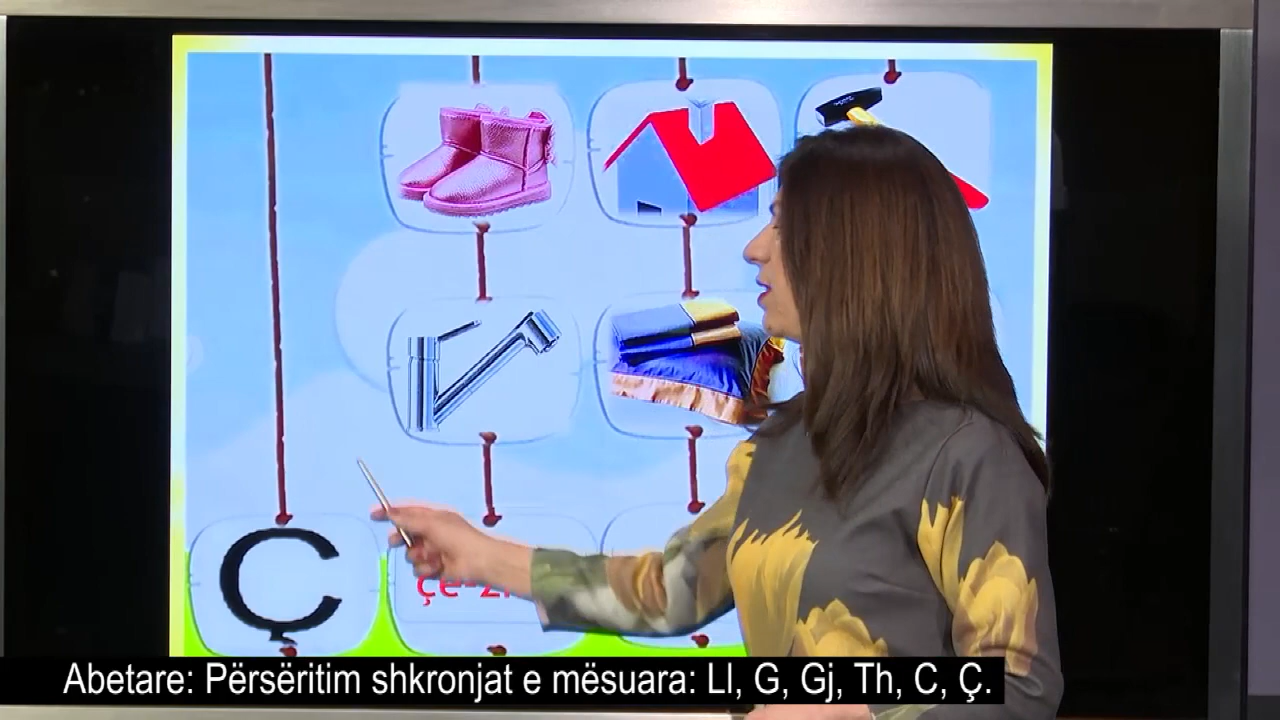 Ç
Abetare: Përsëritim shkronjat e mësuara: Ll, G, Gj, Th, C, Ç.